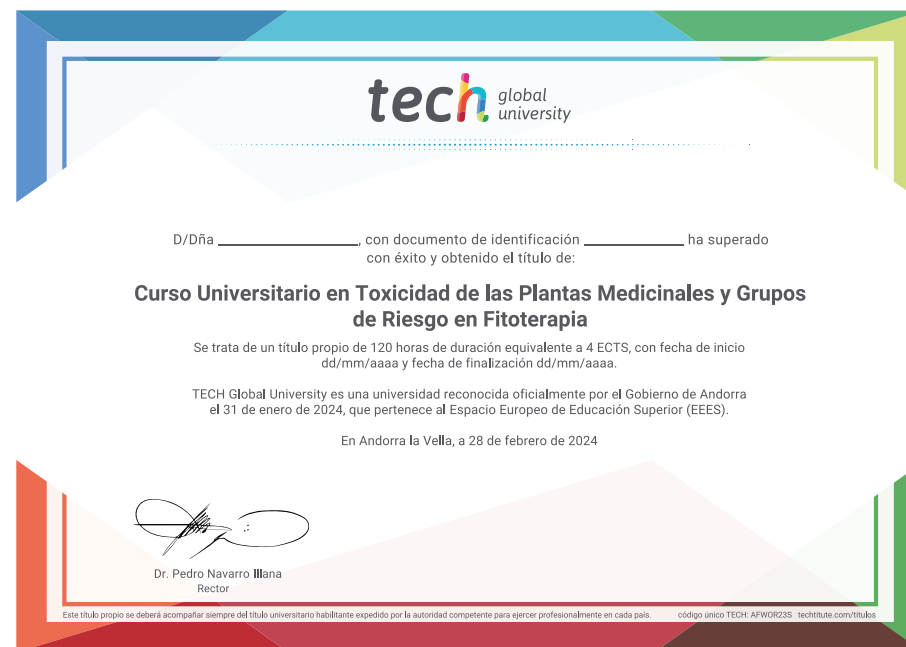 tech global university
D/Dña ____________, con documento de identificación ____________ ha superado
con éxito y obtenido el título de:
Curso Universitario en Toxicidad de las Plantas Medicinales y Grupos
de Riesgo en Fitoterapia
Se trata de un título propio de 120 horas de duración equivalente a 4 ECTS, con fecha de inicio
dd/mm/aaaa y fecha de finalización dd/mm/aaaa.
TECH Global University es una universidad reconocida oficialmente por el Gobierno de Andorra
el 31 de enero de 2024, que pertenece al Espacio Europeo de Educación Superior (EEES).
En Andorra la Vella, a 28 de febrero de 2024
Dr. Pedro Navarro Illana
Rector
Este título propio se deberá acompañar siempre del título universitario habilitante expedido por la autoridad competente para ejercer profesionalmente en cada país. código único TECH: AFWOR23S techtitute.com/titulos